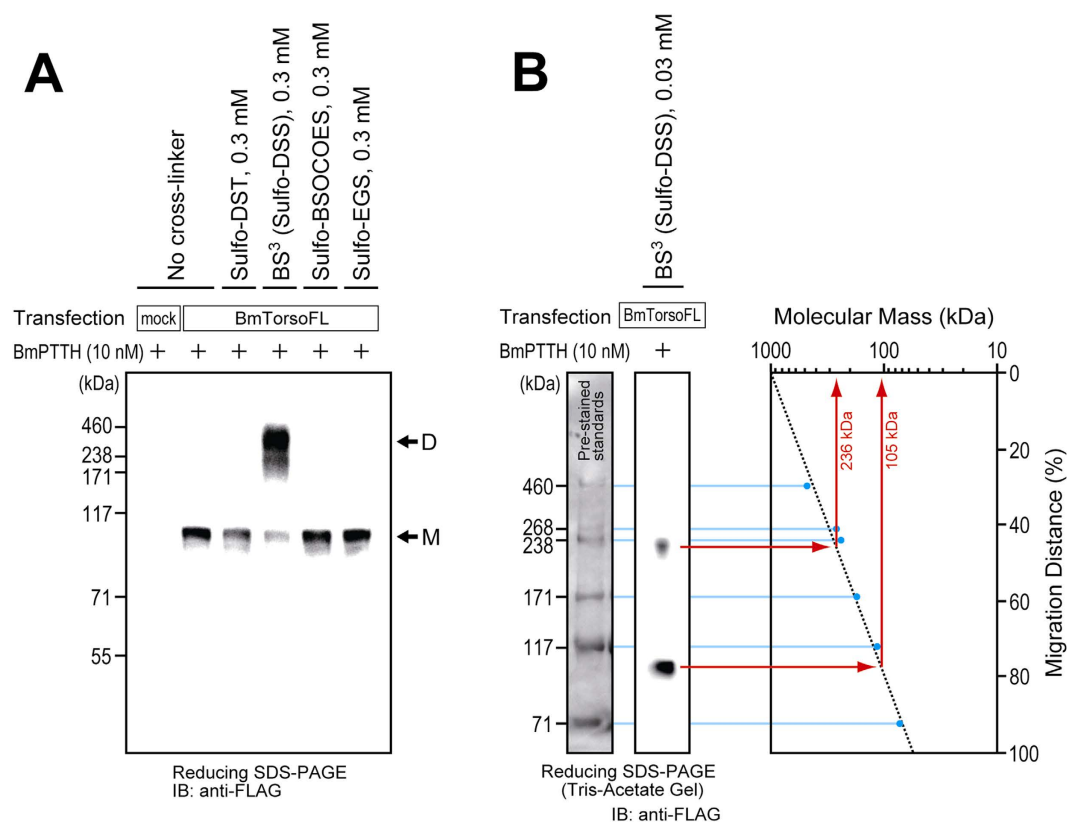 A
No cross-linker
Sulfo-DST, 0.3 mM
BS3 (Sulfo-DSS), 0.3 mM
Sulfo-BSOCOES, 0.3 mM
Sulfo-EGS, 0.3 mM
Transfection mock BmTorsoFL
BmPTTH (10 nM) + + + + + +
(kDa)
460
238
171
117
71
55
D
M
Reducing SDS-PAGE
IB: anti-FLAG
B
BS3 (Sulfo-DSS), 0.03 mM
Transfection BmTorsoFL
BmPTTH (10 nM) +
(kDa)
Pre-stained
standards
460
268
238
171
117
71
Molecular Mass (kDa)
1000 100 10
236 kDa
105 kDa
0
20
40
60
80
100
Migration Distance (%)
Reducing SDS-PAGE
(Tris-Acetate Gel)
IB: anti-FLAG